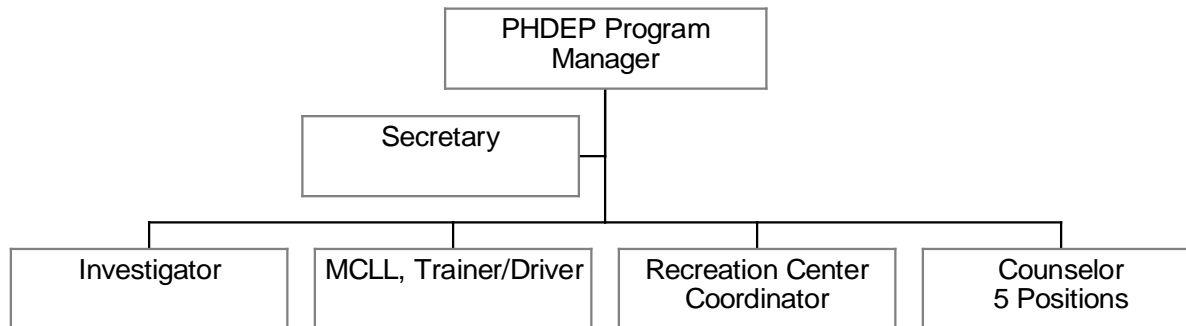 PHDEP Program
Manager
Secretary
Investigator
MCLL, Trainer/Driver
Recreation Center
Coordinator
Counselor
5 Positions